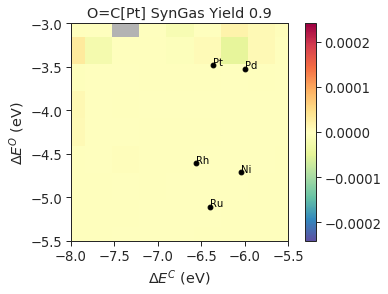 O=C[Pt] SynGas Yield 0.9
−3.0
−3.5
−4.0
−4.5
−5.0
−5.5
ΔE^O (eV)
Pt
Pd
Rh
Ni
Ru
−8.0 −7.5 −7.0 −6.5 −6.0 −5.5
ΔE^C (eV)
0.0002
0.0001
0.0000
−0.0001
−0.0002